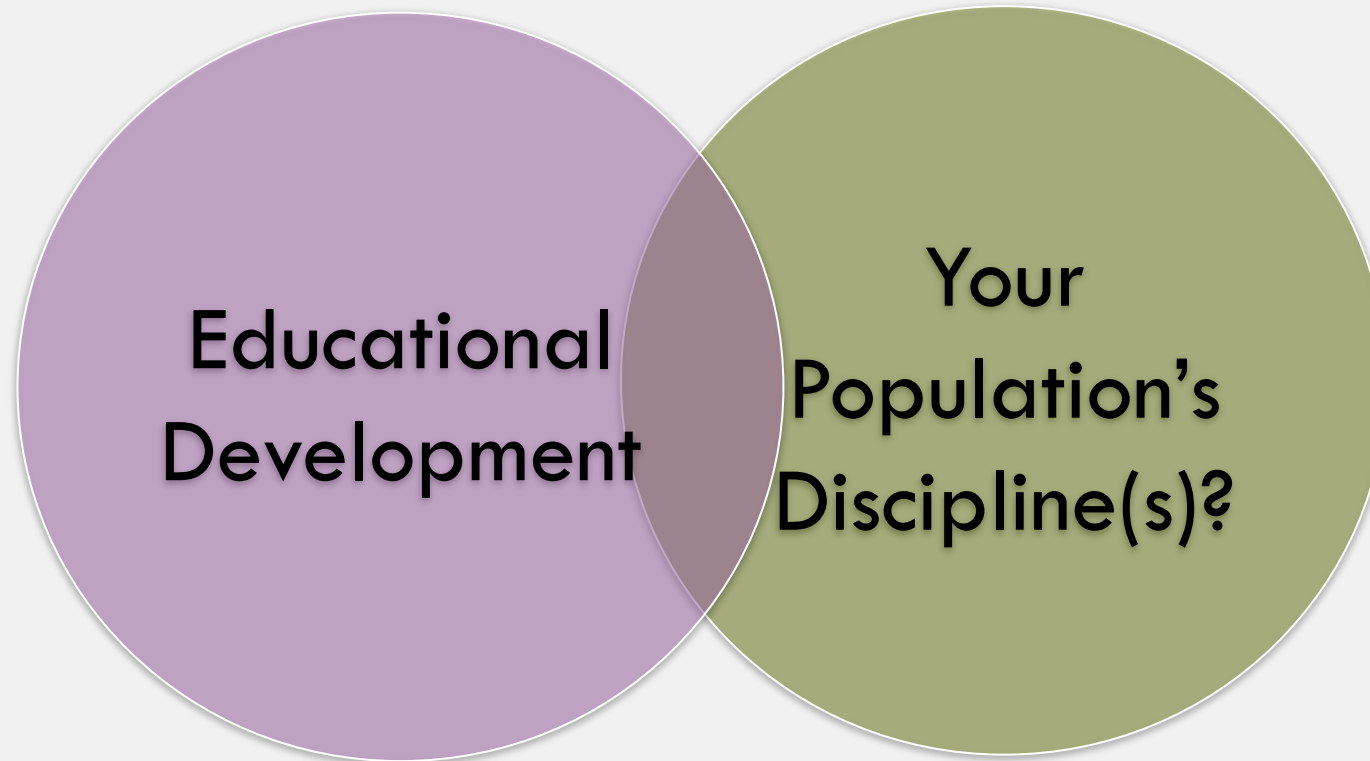 Educational
Development
Your
Population’s
Discipline(s)?